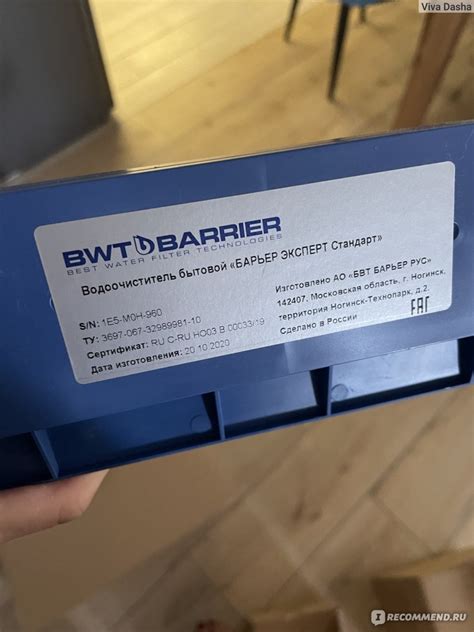 Viva Dasha
BWT BARRIER
BEST WATER FILTER TECHNOLOGIES
Водоочиститель бытовой «БАРЬЕР ЭКСПЕРТ Стандарт»
S/N: 1E5-M0H-960
ТУ: 3697-067-32989981-10
Сертификат: RU C-RU.НО03.В.00033/19
Дата изготовления: 20.10.2020
Изготовлено АО «БВТ БАРЬЕР РУС»
142407, Московская область, г. Ногинск,
территория Ногинск-Технопарк, д.2.
Сделано в России
EAC
IRECOMMEND.RU